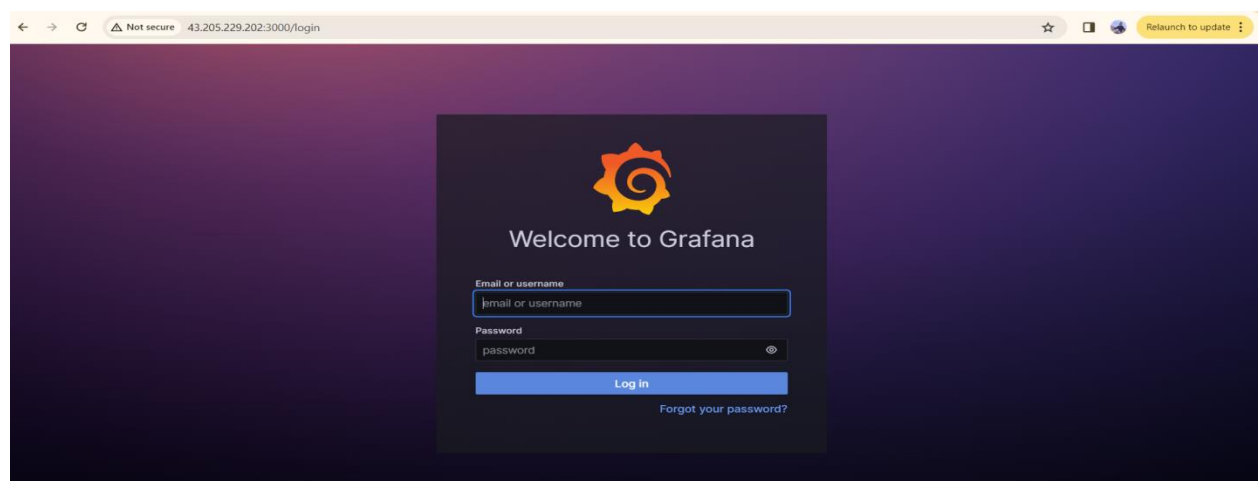 Not secure 43.205.229.202:3000/login Relaunch to update
Welcome to Grafana
Email or username
email or username
Password
password
Log in
Forgot your password?